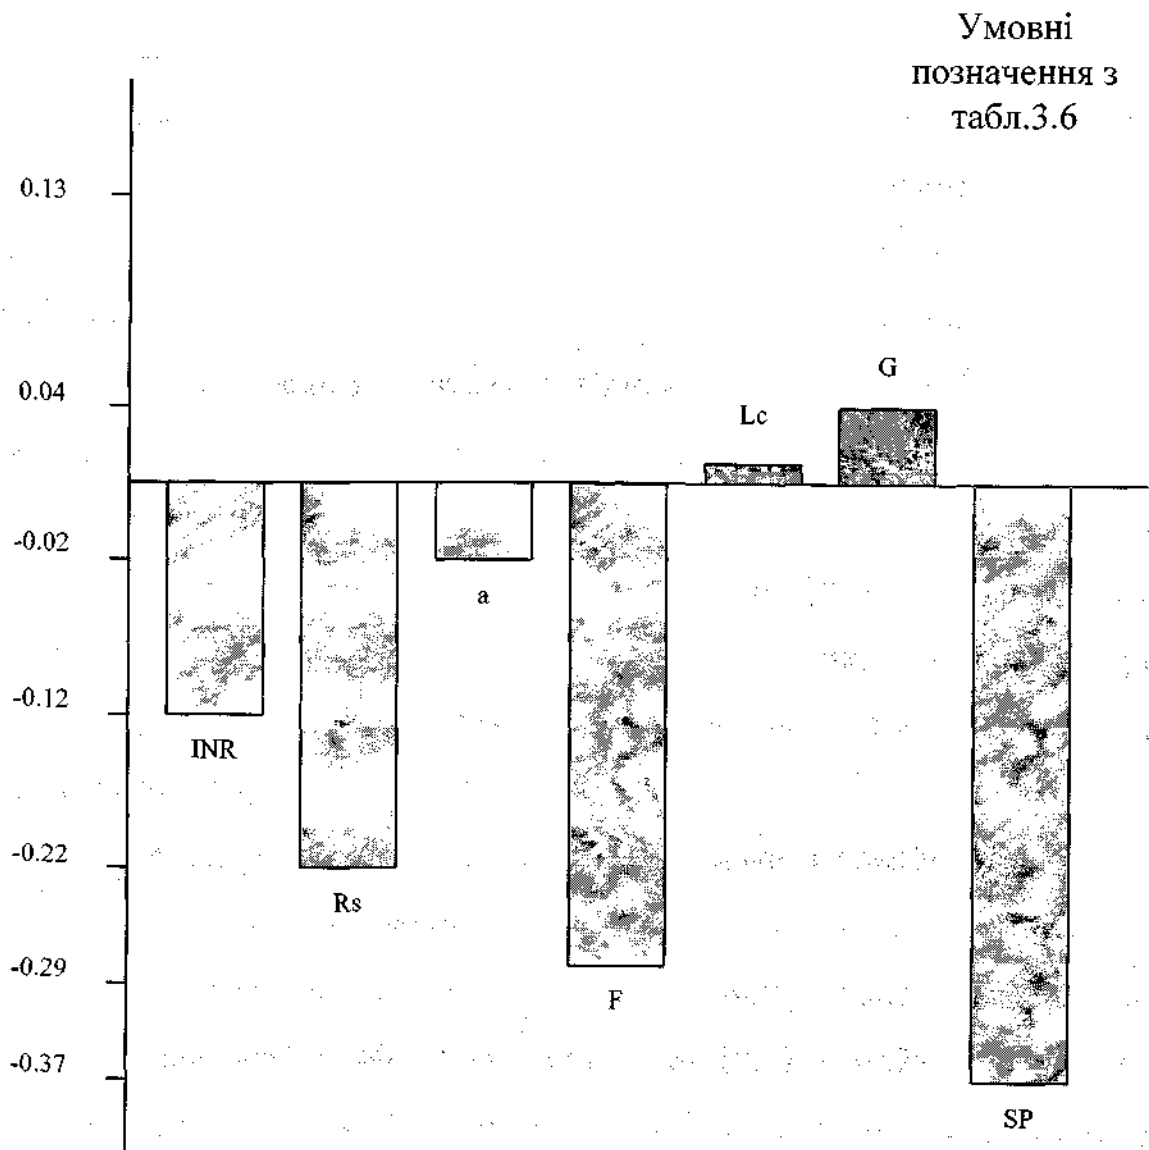 Умовні
позначення з
табл.3.6
0.13
0.04
G
Lc
-0.02
a
-0.12
INR
-0.22
Rs
-0.29
F
-0.37
SP